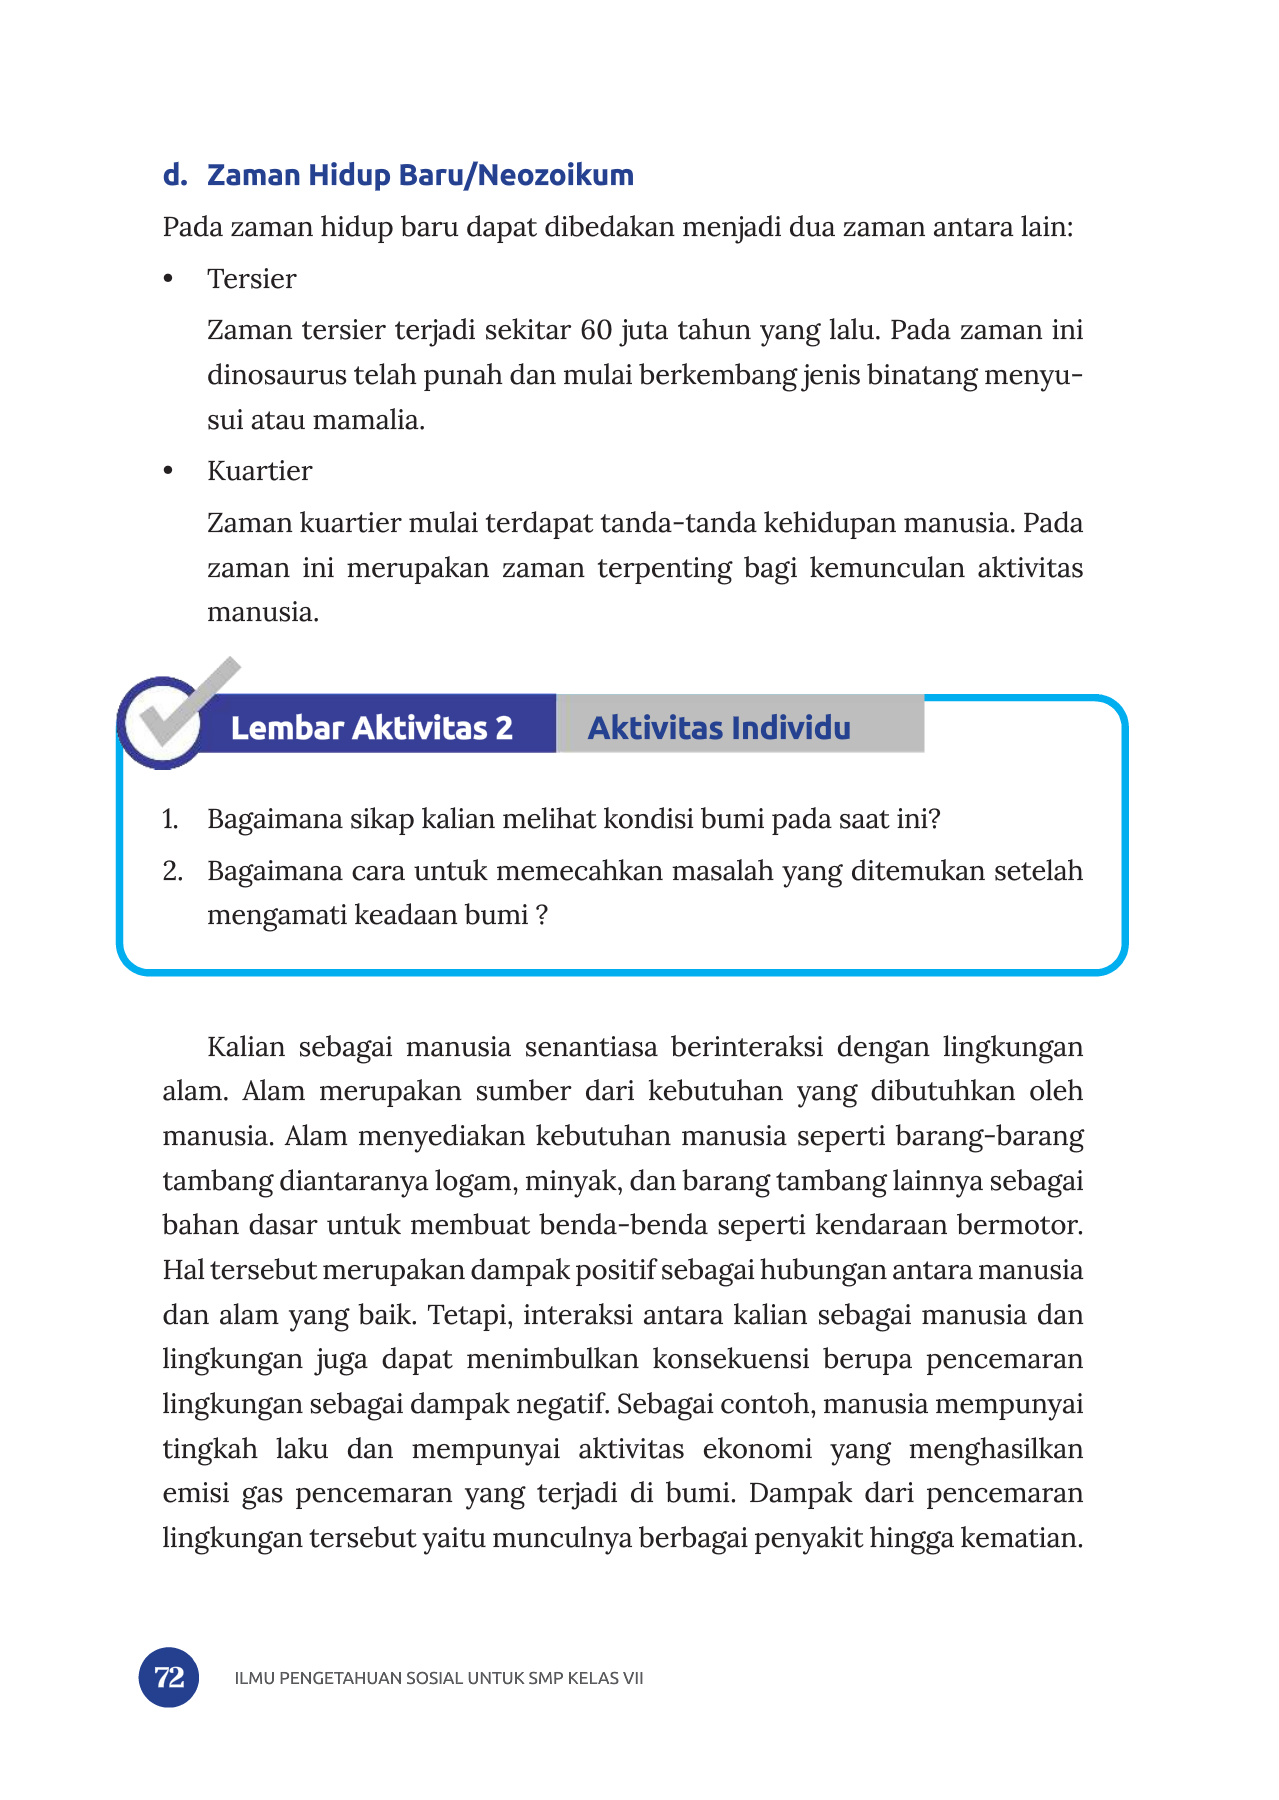 d. Zaman Hidup Baru/Neozoikum
Pada zaman hidup baru dapat dibedakan menjadi dua zaman antara lain:
• Tersier
Zaman tersier terjadi sekitar 60 juta tahun yang lalu. Pada zaman ini
dinosaurus telah punah dan mulai berkembang jenis binatang menyu-
sui atau mamalia.
• Kuartier
Zaman kuartier mulai terdapat tanda-tanda kehidupan manusia. Pada
zaman ini merupakan zaman terpenting bagi kemunculan aktivitas
manusia.
Lembar Aktivitas 2 Aktivitas Individu
1. Bagaimana sikap kalian melihat kondisi bumi pada saat ini?
2. Bagaimana cara untuk memecahkan masalah yang ditemukan setelah
mengamati keadaan bumi ?
Kalian sebagai manusia senantiasa berinteraksi dengan lingkungan
alam. Alam merupakan sumber dari kebutuhan yang dibutuhkan oleh
manusia. Alam menyediakan kebutuhan manusia seperti barang-barang
tambang diantaranya logam, minyak, dan barang tambang lainnya sebagai
bahan dasar untuk membuat benda-benda seperti kendaraan bermotor.
Hal tersebut merupakan dampak positif sebagai hubungan antara manusia
dan alam yang baik. Tetapi, interaksi antara kalian sebagai manusia dan
lingkungan juga dapat menimbulkan konsekuensi berupa pencemaran
lingkungan sebagai dampak negatif. Sebagai contoh, manusia mempunyai
tingkah laku dan mempunyai aktivitas ekonomi yang menghasilkan
emisi gas pencemaran yang terjadi di bumi. Dampak dari pencemaran
lingkungan tersebut yaitu munculnya berbagai penyakit hingga kematian.
72 ILMU PENGETAHUAN SOSIAL UNTUK SMP KELAS VII